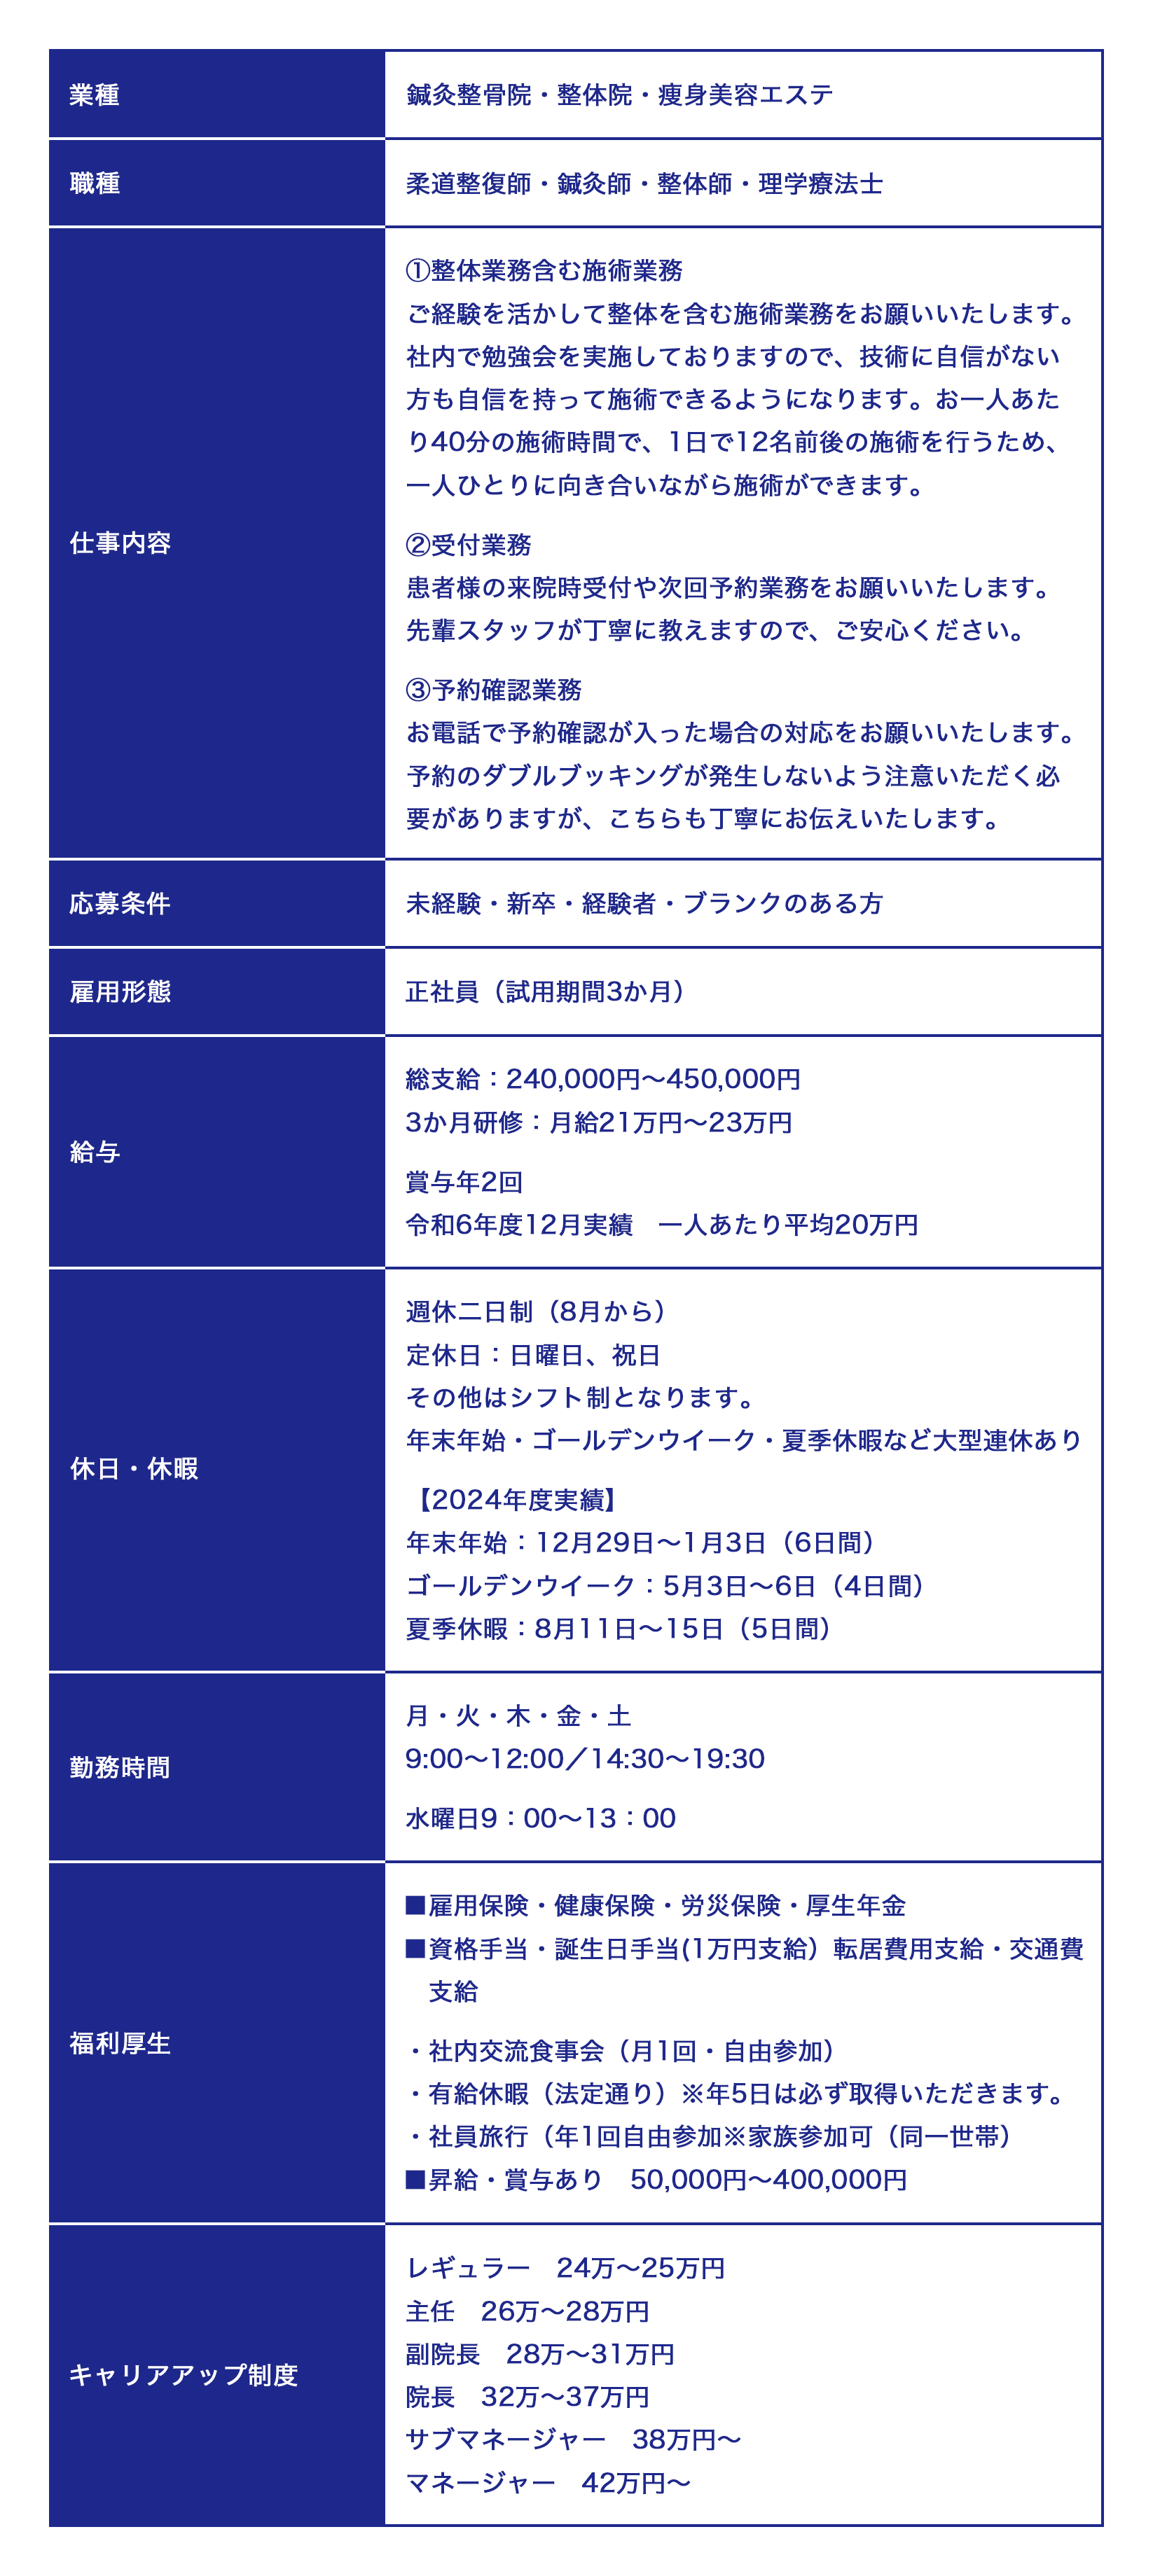 業種
鍼灸整骨院・整体院・痩身美容エステ
職種
柔道整復師・鍼灸師・整体師・理学療法士
仕事内容
①整体業務含む施術業務
ご経験を活かして整体を含む施術業務をお願いいたします。
社内で勉強会を実施しておりますので、技術に自信がない
方も自信を持って施術できるようになります。お一人あた
り40分の施術時間で、1日で12名前後の施術を行うため、
一人ひとりに向き合いながら施術ができます。
②受付業務
患者様の来院時受付や次回予約業務をお願いいたします。
先輩スタッフが丁寧に教えますので、ご安心ください。
③予約確認業務
お電話で予約確認が入った場合の対応をお願いいたします。
予約のダブルブッキングが発生しないよう注意いただく必
要がありますが、こちらも丁寧にお伝えいたします。
応募条件
未経験・新卒・経験者・ブランクのある方
雇用形態
正社員（試用期間3か月）
給与
総支給：240,000円〜450,000円
3か月研修：月給21万円〜23万円
賞与年2回
令和6年度12月実績　一人あたり平均20万円
休日・休暇
週休二日制（8月から）
定休日：日曜日、祝日
その他はシフト制となります。
年末年始・ゴールデンウイーク・夏季休暇など大型連休あり
【2024年度実績】
年末年始：12月29日〜1月3日（6日間）
ゴールデンウイーク：5月3日〜6日（4日間）
夏季休暇：8月11日〜15日（5日間）
勤務時間
月・火・木・金・土
9:00〜12:00／14:30〜19:30
水曜日9：00〜13：00
福利厚生
■雇用保険・健康保険・労災保険・厚生年金
■資格手当・誕生日手当(1万円支給）転居費用支給・交通費
支給
・社内交流食事会（月1回・自由参加）
・有給休暇（法定通り）※年5日は必ず取得いただきます。
・社員旅行（年1回自由参加※家族参加可（同一世帯）
■昇給・賞与あり　50,000円〜400,000円
キャリアアップ制度
レギュラー　24万〜25万円
主任　26万〜28万円
副院長　28万〜31万円
院長　32万〜37万円
サブマネージャー　38万円〜
マネージャー　42万円〜